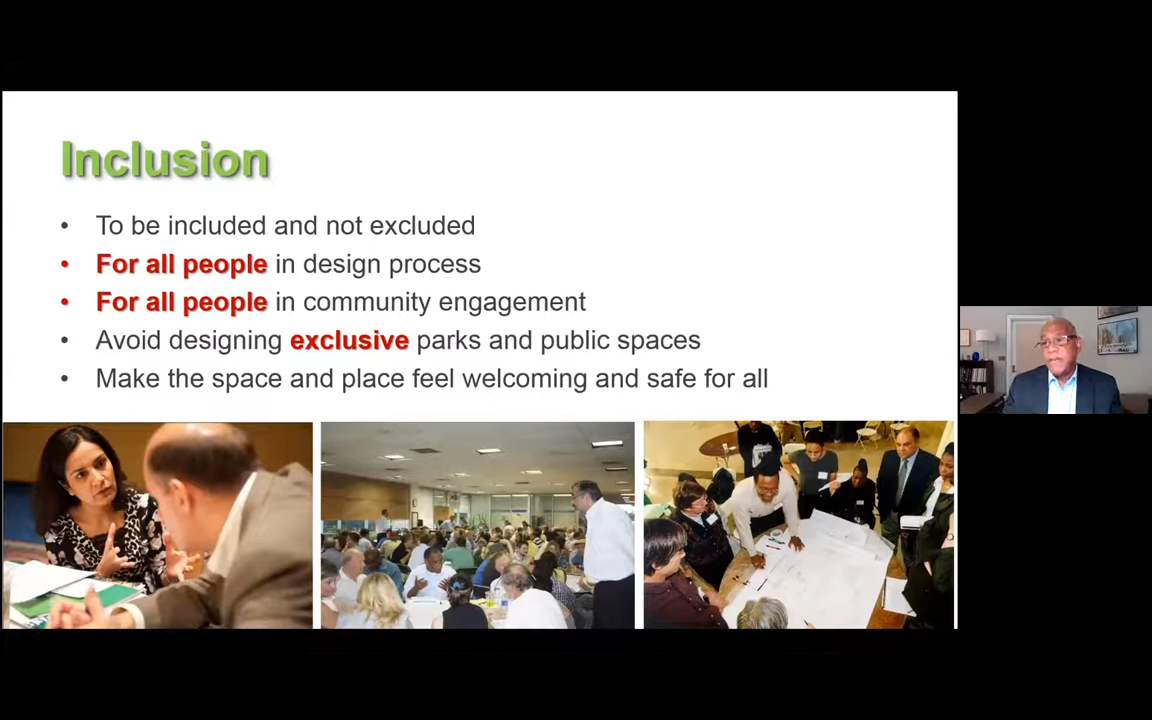 Inclusion
• To be included and not excluded
• For all people in design process
• For all people in community engagement
• Avoid designing exclusive parks and public spaces
• Make the space and place feel welcoming and safe for all